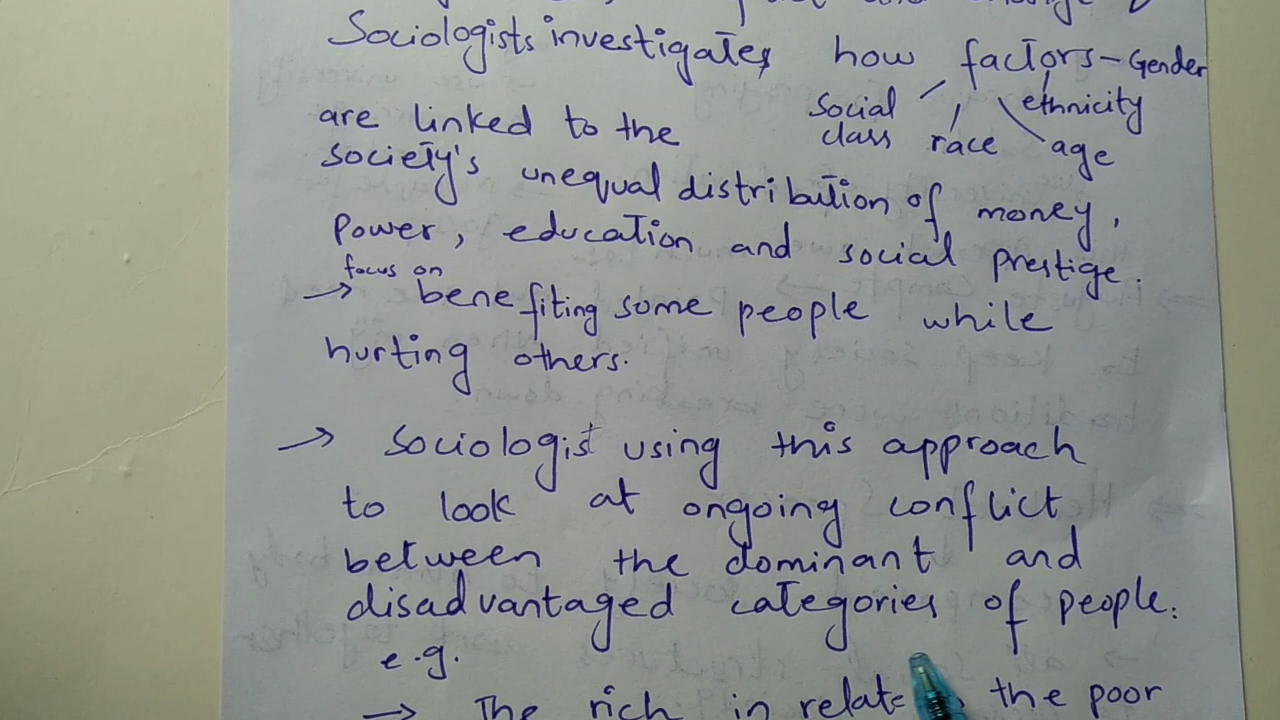 Sociologists investigates how factors - Gender
social ethnicity
are linked to the class race age
society's unequal distribution of money,
power, education and social prestige.
focus on
→ benefiting some people while
hurting others.
→ Sociologist using this approach
to look at ongoing conflict
between the dominant and
disadvantaged categories of people.
e.g.
→ The rich in the poor